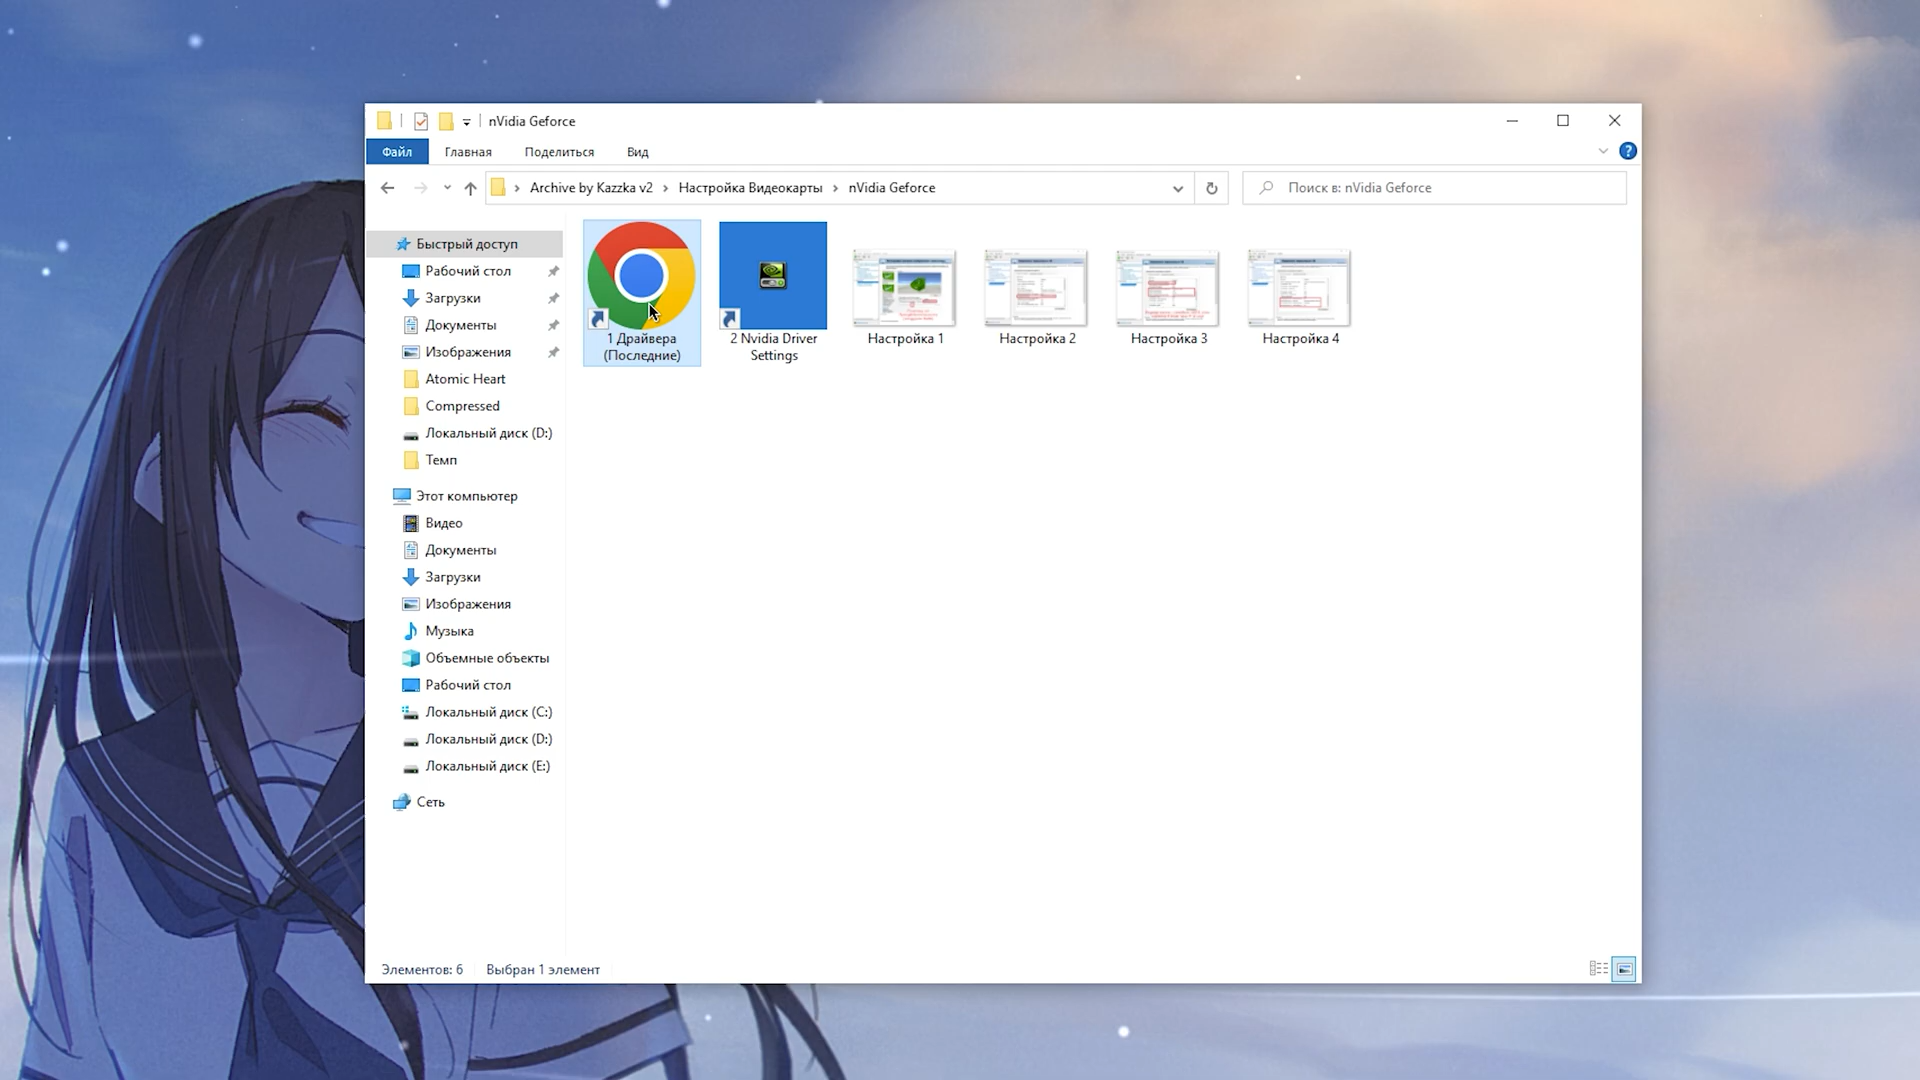 nVidia Geforce
Файл Главная Поделиться Вид
Archive by Kazzka v2 Настройка Видеокарты nVidia Geforce
Поиск в: nVidia Geforce
Быстрый доступ
Рабочий стол
Загрузки
Документы
Изображения
Atomic Heart
Compressed
Локальный диск (D:)
Темп
Этот компьютер
Видео
Документы
Загрузки
Изображения
Музыка
Объемные объекты
Рабочий стол
Локальный диск (C:)
Локальный диск (D:)
Локальный диск (E:)
Сеть
1 Драйвера
(Последние)
2 Nvidia Driver
Settings
Настройка 1
Настройка 2
Настройка 3
Настройка 4
Элементов: 6 Выбран 1 элемент